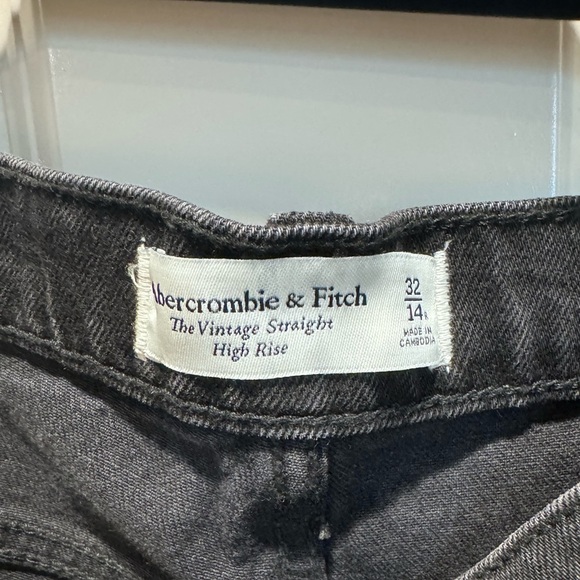 Abercrombie & Fitch
The Vintage Straight
High Rise
32
14R
MADE IN
CAMBODIA